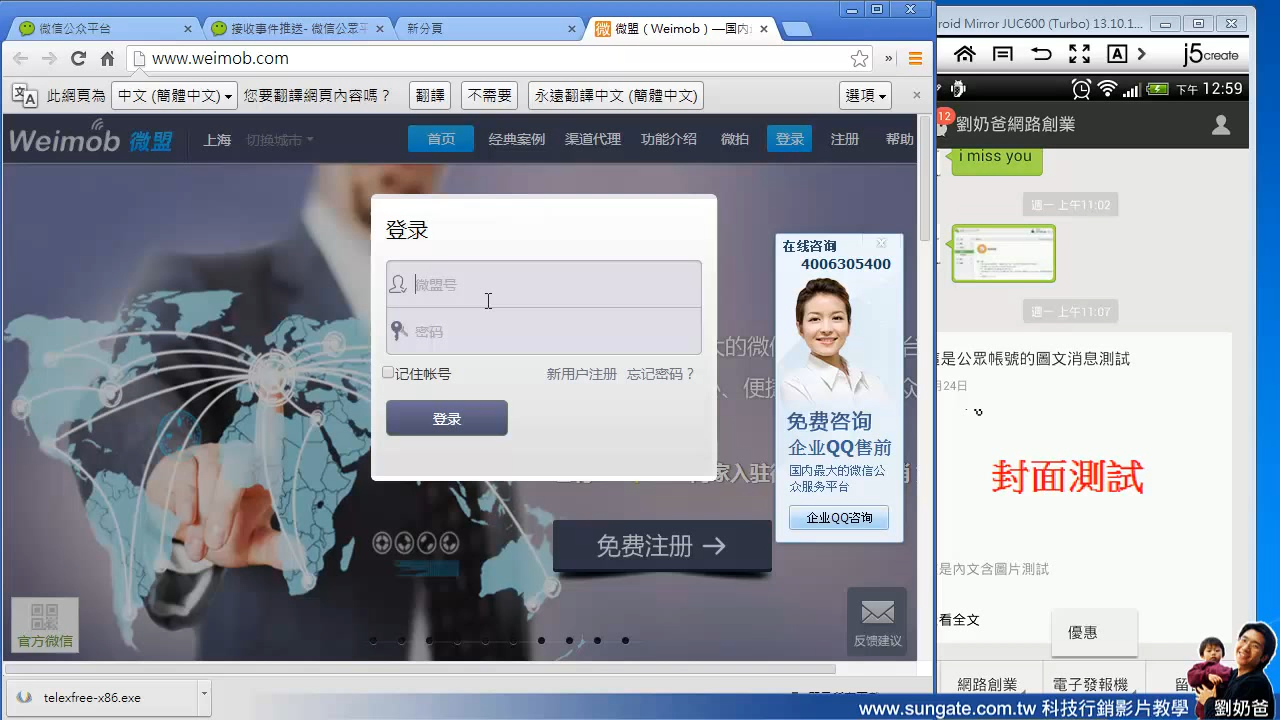 微信公众平台
接收事件推送- 微信公眾平
新分頁
微盟 ( Weimob ) —国内
www.weimob.com
»
此網頁為 中文 (簡體中文) 您要翻譯網頁內容嗎？ 翻譯 不需要 永遠翻譯中文 (簡體中文) 選項
Weimob 微盟 上海 切换城市 首页 经典案例 渠道代理 功能介绍 微拍 登录 注册 帮助
登录
微盟号
密码
记住帐号 新用户注册 忘记密码？
登录
在线咨询
4006305400
免费咨询
企业QQ售前
国内最大的微信公
众服务平台
企业QQ咨询
免费注册 →
官方微信
反馈建议
telexfree-x86.exe
roid Mirror JUC600 (Turbo) 13.10.1...
A j5create
下午 12:59
12
劉奶爸網路創業
i miss you
週一 上午11:02
週一 上午11:07
是公眾帳號的圖文消息測試
月24日
封面測試
是內文含圖片測試
看全文
優惠
網路創業 電子發報機 留
www.sungate.com.tw 科技行銷影片教學 劉奶爸